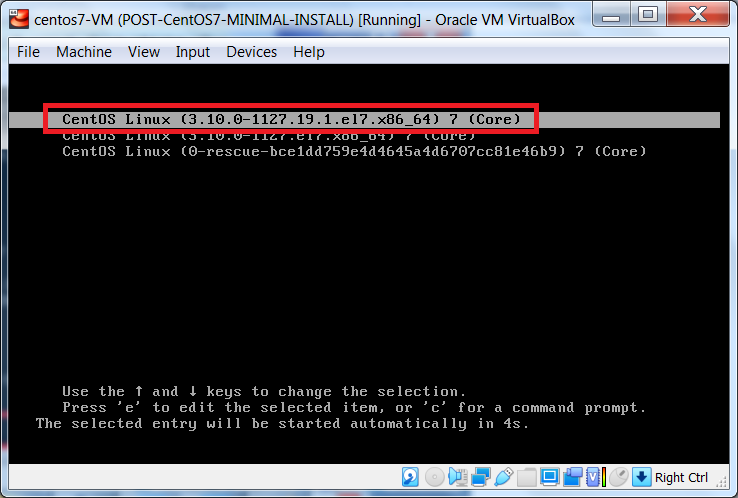 centos7-VM (POST-CentOS7-MINIMAL-INSTALL) [Running] - Oracle VM VirtualBox
File Machine View Input Devices Help
CentOS Linux (3.10.0-1127.19.1.el7.x86_64) 7 (Core)
CentOS Linux (3.10.0-1127.el7.x86_64) 7 (Core)
CentOS Linux (0-rescue-bce1dd759e4d4645a4d6707cc81e46b9) 7 (Core)
Use the ↑ and ↓ keys to change the selection.
Press 'e' to edit the selected item, or 'c' for a command prompt.
The selected entry will be started automatically in 4s.
Right Ctrl